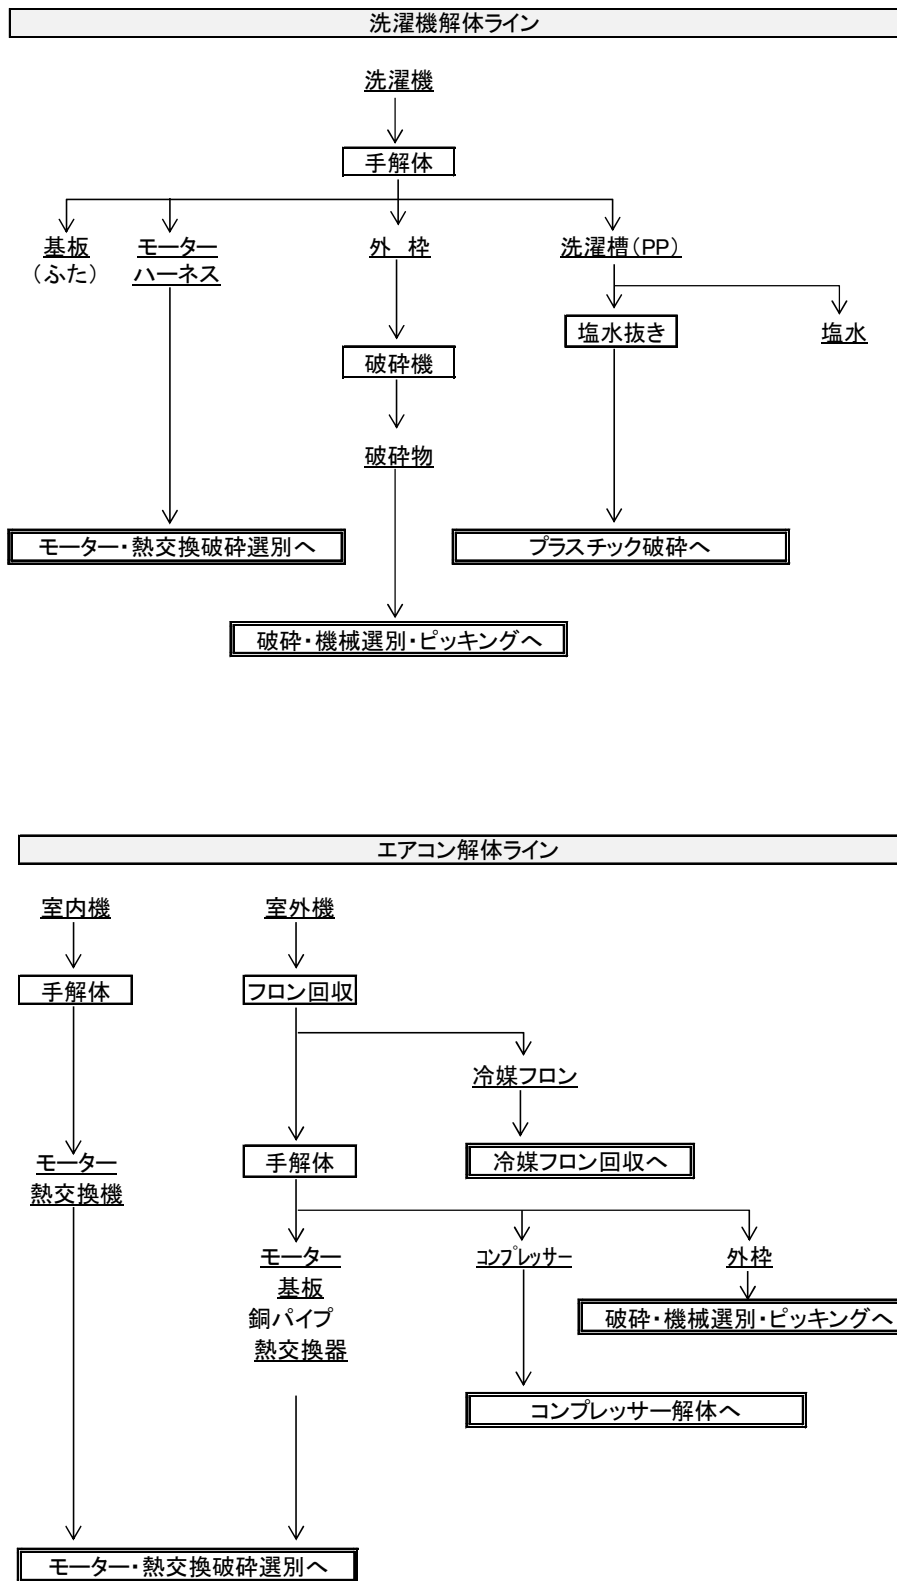 洗濯機解体ライン
洗濯機
手解体
基板
(ふた)
モーター
ハーネス
外 枠
洗濯槽(PP)
塩水抜き
塩水
破砕機
破砕物
モーター・熱交換破砕選別へ
プラスチック破砕へ
破砕・機械選別・ピッキングへ
エアコン解体ライン
室内機
室外機
手解体
フロン回収
冷媒フロン
モーター
熱交換機
手解体
冷媒フロン回収へ
モーター
基板
銅パイプ
熱交換器
コンプレッサー
外枠
破砕・機械選別・ピッキングへ
コンプレッサー解体へ
モーター・熱交換破砕選別へ